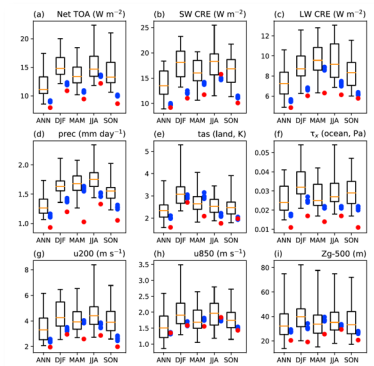 (a) Net TOA (W m⁻²)
(b) SW CRE (W m⁻²)
(c) LW CRE (W m⁻²)
20
15
10
25
20
15
10
12
10
8
6
ANN DJF MAM JJA SON
ANN DJF MAM JJA SON
ANN DJF MAM JJA SON
(d) prec (mm day⁻¹)
(e) tas (land, K)
(f) τₓ (ocean, Pa)
2.0
1.5
1.0
5
4
3
2
0.05
0.04
0.03
0.02
ANN DJF MAM JJA SON
ANN DJF MAM JJA SON
ANN DJF MAM JJA SON
(g) u200 (m s⁻¹)
(h) u850 (m s⁻¹)
(i) Zg-500 (m)
8
6
4
2
3.5
3.0
2.5
2.0
1.5
1.0
80
60
40
20
ANN DJF MAM JJA SON
ANN DJF MAM JJA SON
ANN DJF MAM JJA SON